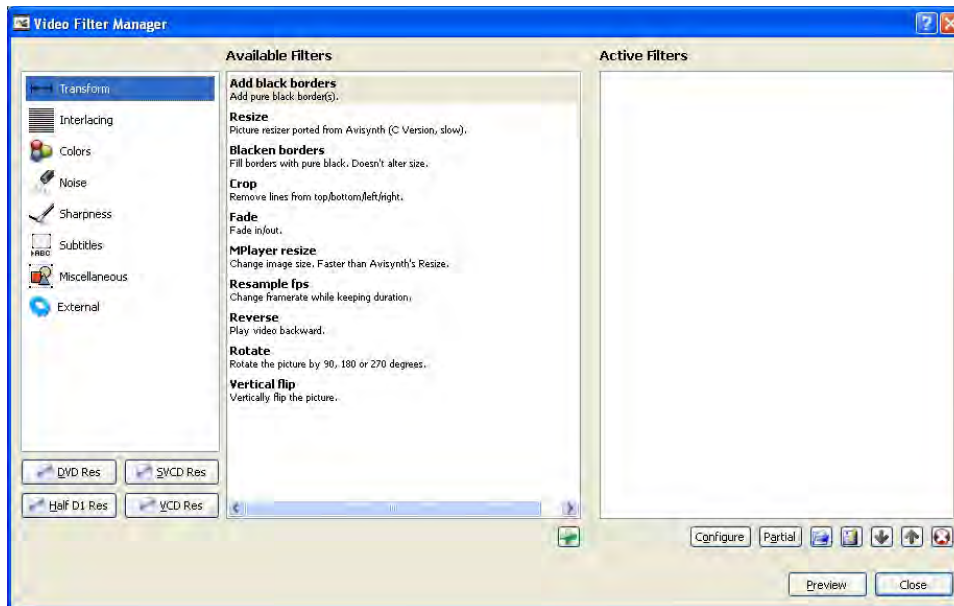 Video Filter Manager
Available Filters
Active Filters
Transform
Interlacing
Colors
Noise
Sharpness
Subtitles
Miscellaneous
External
Add black borders
Add pure black border(s).
Resize
Picture resizer ported from Avisynth (C Version, slow).
Blacken borders
Fill borders with pure black. Doesn't alter size.
Crop
Remove lines from top/bottom/left/right.
Fade
Fade in/out.
MPlayer resize
Change image size. Faster than Avisynth's Resize.
Resample fps
Change framerate while keeping duration.
Reverse
Play video backward.
Rotate
Rotate the picture by 90, 180 or 270 degrees.
Vertical flip
Vertically flip the picture.
DVD Res
SVCD Res
Half D1 Res
VCD Res
Configure
Partial
Preview
Close